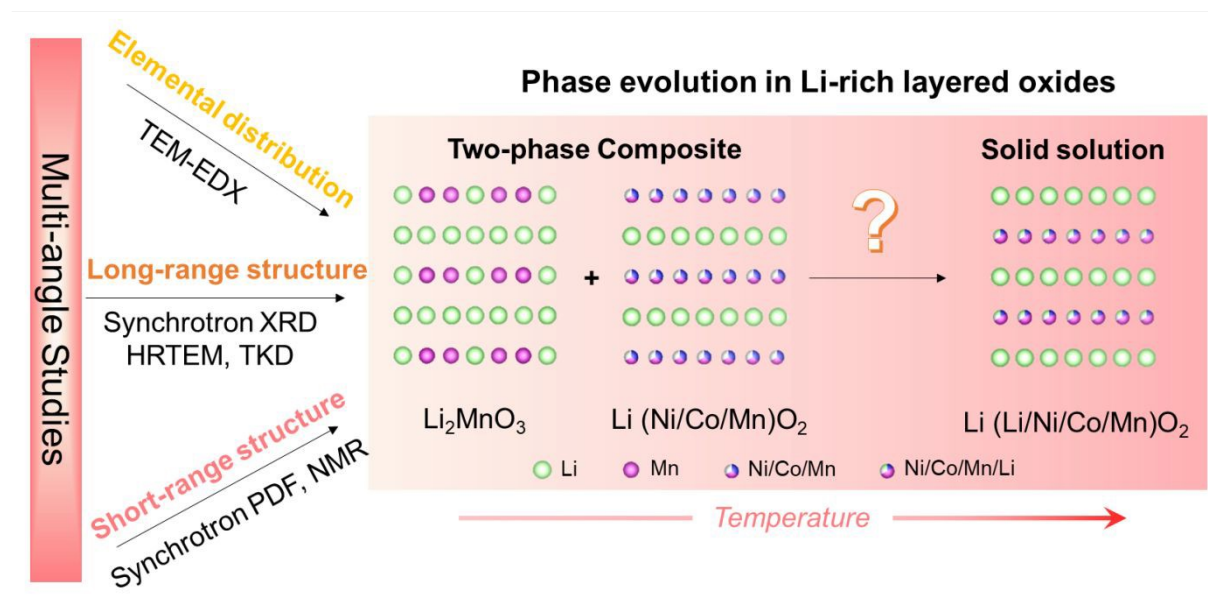 Multi-angle Studies
Elemental distribution
TEM-EDX
Long-range structure
Synchrotron XRD
HRTEM, TKD
Short-range structure
Synchrotron PDF, NMR
Phase evolution in Li-rich layered oxides
Two-phase Composite
Solid solution
+
?
Li₂MnO₃
Li (Ni/Co/Mn)O₂
Li (Li/Ni/Co/Mn)O₂
Li
Mn
Ni/Co/Mn
Ni/Co/Mn/Li
Temperature